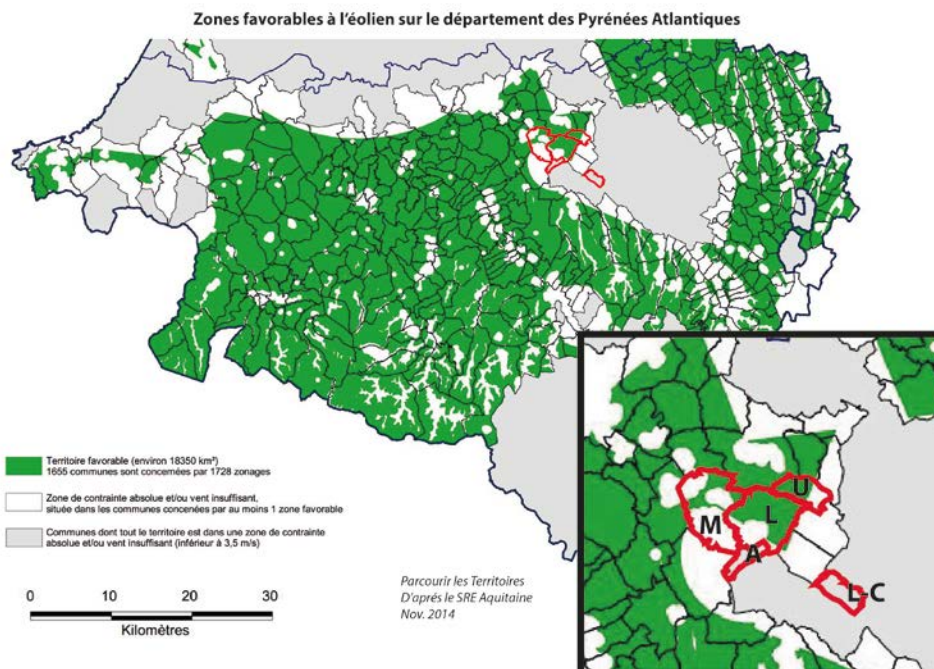 Zones favorables à l'éolien sur le département des Pyrénées Atlantiques
Territoire favorable (environ 18350 km²)
1655 communes sont concernées par 1728 zonages
Zone de contrainte absolue et/ou vent insuffisant,
située dans les communes concenées par au moins 1 zone favorable
Communes dont tout le territoire est dans une zone de contrainte
absolue et/ou vent insuffisant (inférieur à 3,5 m/s)
0 10 20 30
Kilomètres
Parcourir les Territoires
D'aprés le SRE Aquitaine
Nov. 2014
U
L
M
A
L-C